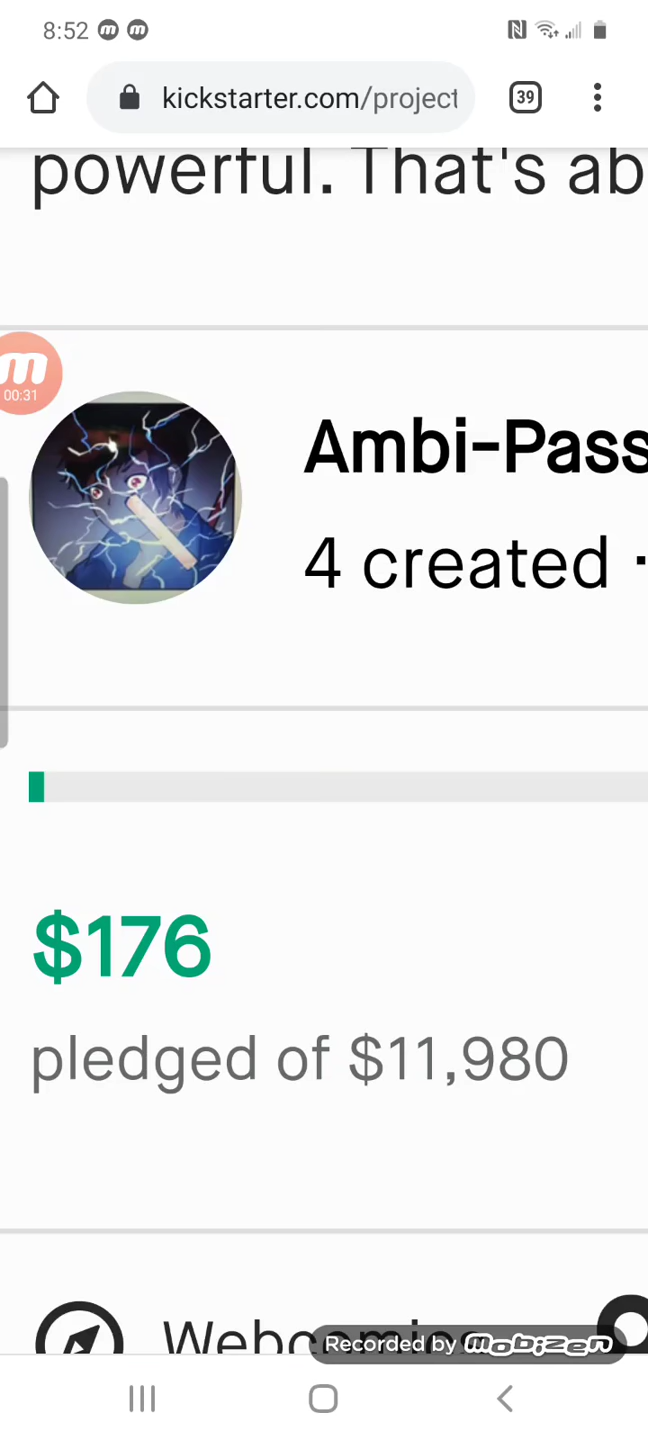 8:52
kickstarter.com/project
39
powerful. That's ab
00:31
Ambi-Pass
4 created ·
$176
pledged of $11,980
Webcomics
Recorded by mobizen